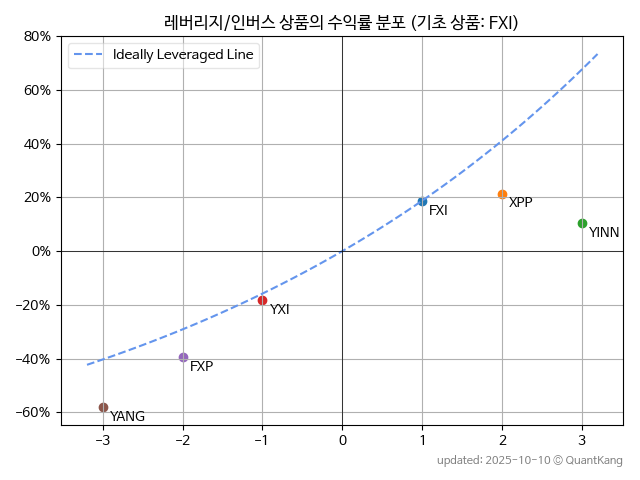 레버리지/인버스 상품의 수익률 분포 (기초 상품: FXI)
80%
60%
40%
20%
0%
−20%
−40%
−60%
Ideally Leveraged Line
FXI
XPP
YINN
YXI
FXP
YANG
−3
−2
−1
0
1
2
3
updated: 2025-10-10 © QuantKang